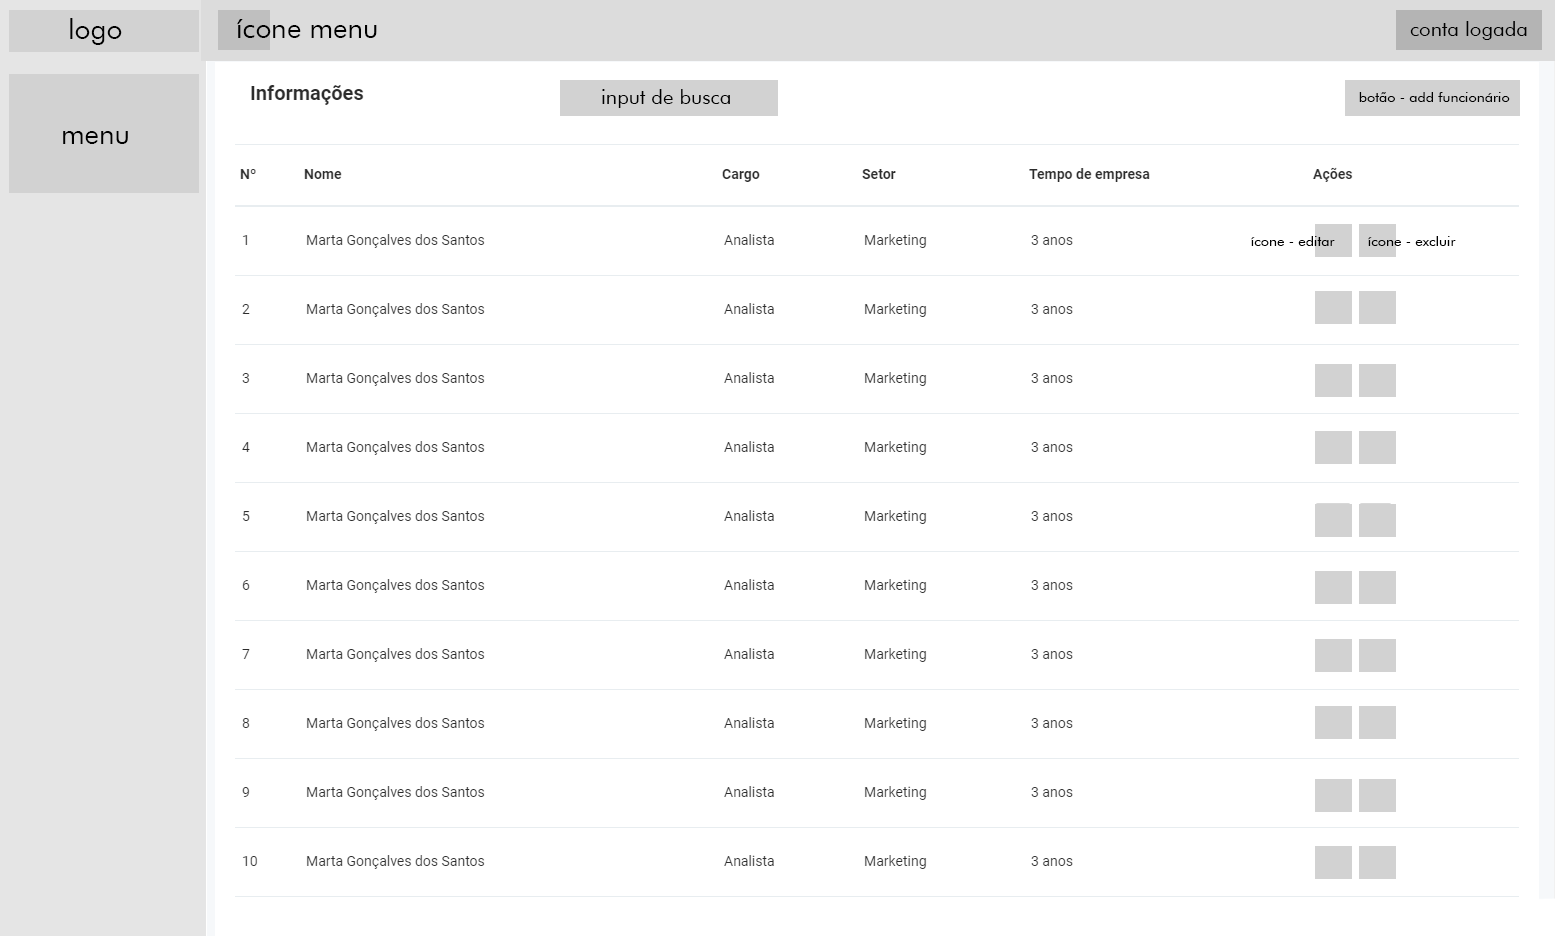 logo
ícone menu
conta logada
menu
Informações
input de busca
botão - add funcionário
Nº Nome Cargo Setor Tempo de empresa Ações
1 Marta Gonçalves dos Santos Analista Marketing 3 anos ícone - editar ícone - excluir
2 Marta Gonçalves dos Santos Analista Marketing 3 anos
3 Marta Gonçalves dos Santos Analista Marketing 3 anos
4 Marta Gonçalves dos Santos Analista Marketing 3 anos
5 Marta Gonçalves dos Santos Analista Marketing 3 anos
6 Marta Gonçalves dos Santos Analista Marketing 3 anos
7 Marta Gonçalves dos Santos Analista Marketing 3 anos
8 Marta Gonçalves dos Santos Analista Marketing 3 anos
9 Marta Gonçalves dos Santos Analista Marketing 3 anos
10 Marta Gonçalves dos Santos Analista Marketing 3 anos